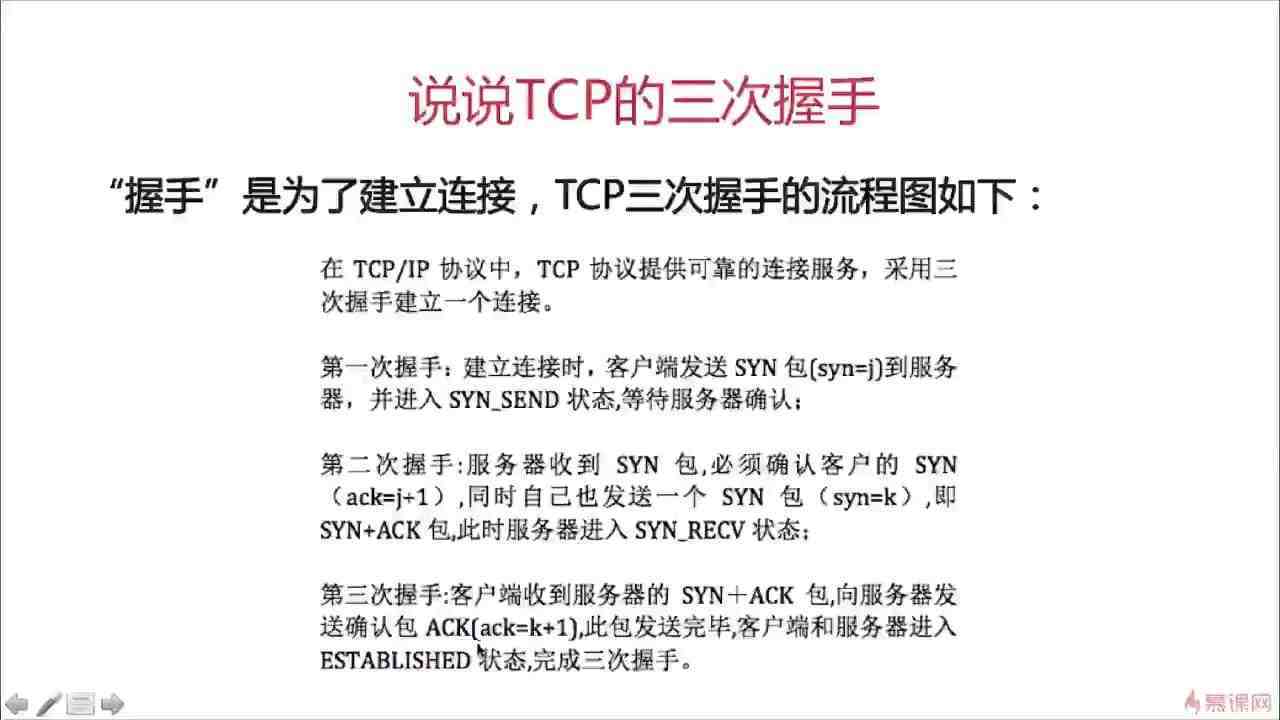 说说TCP的三次握手
“握手”是为了建立连接，TCP三次握手的流程图如下：
在 TCP/IP 协议中，TCP 协议提供可靠的连接服务，采用三
次握手建立一个连接。
第一次握手：建立连接时，客户端发送 SYN 包(syn=j)到服务
器，并进入 SYN_SEND 状态,等待服务器确认；
第二次握手:服务器收到 SYN 包,必须确认客户的 SYN
（ack=j+1）,同时自己也发送一个 SYN 包（syn=k）,即
SYN+ACK 包,此时服务器进入 SYN_RECV 状态；
第三次握手:客户端收到服务器的 SYN＋ACK 包,向服务器发
送确认包 ACK(ack=k+1),此包发送完毕,客户端和服务器进入
ESTABLISHED 状态,完成三次握手。
慕课网